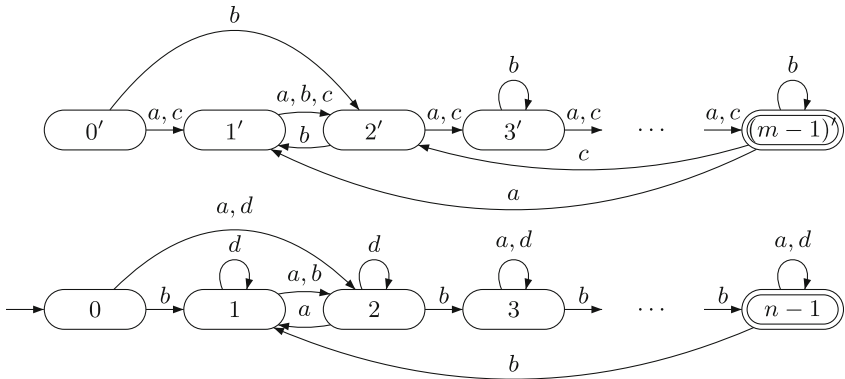 b
a, c
a, b, c
b
a, c
b
a, c
a, c
b
0′ 1′ 2′ 3′ · · · (m − 1)′
c
a
a, d
b
d
a, b
a
d
b
a, d
b
b
a, d
0 1 2 3 · · · n − 1
b